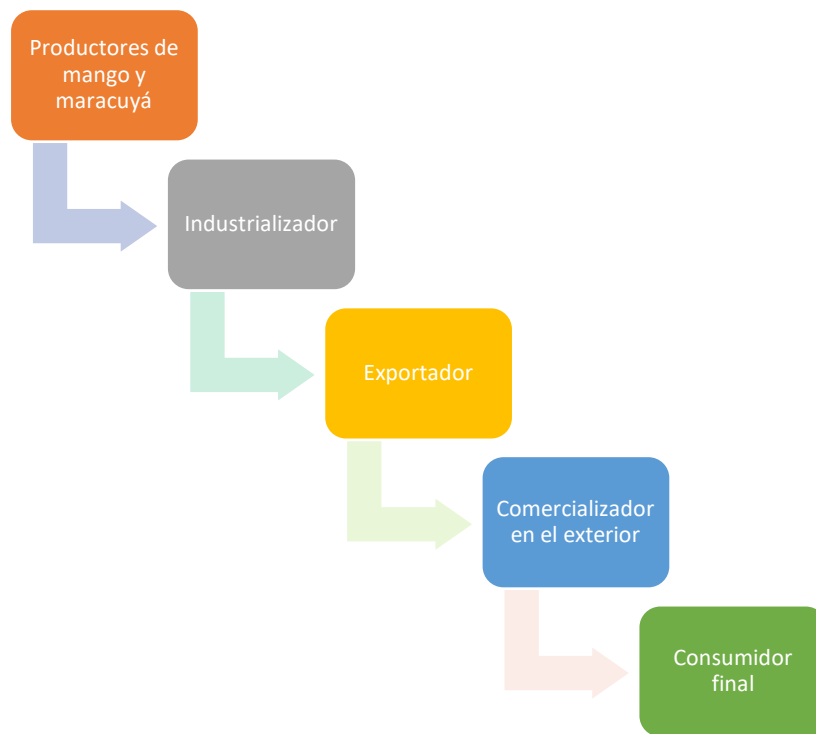 Productores de
mango y
maracuyá
Industrializador
Exportador
Comercializador
en el exterior
Consumidor
final